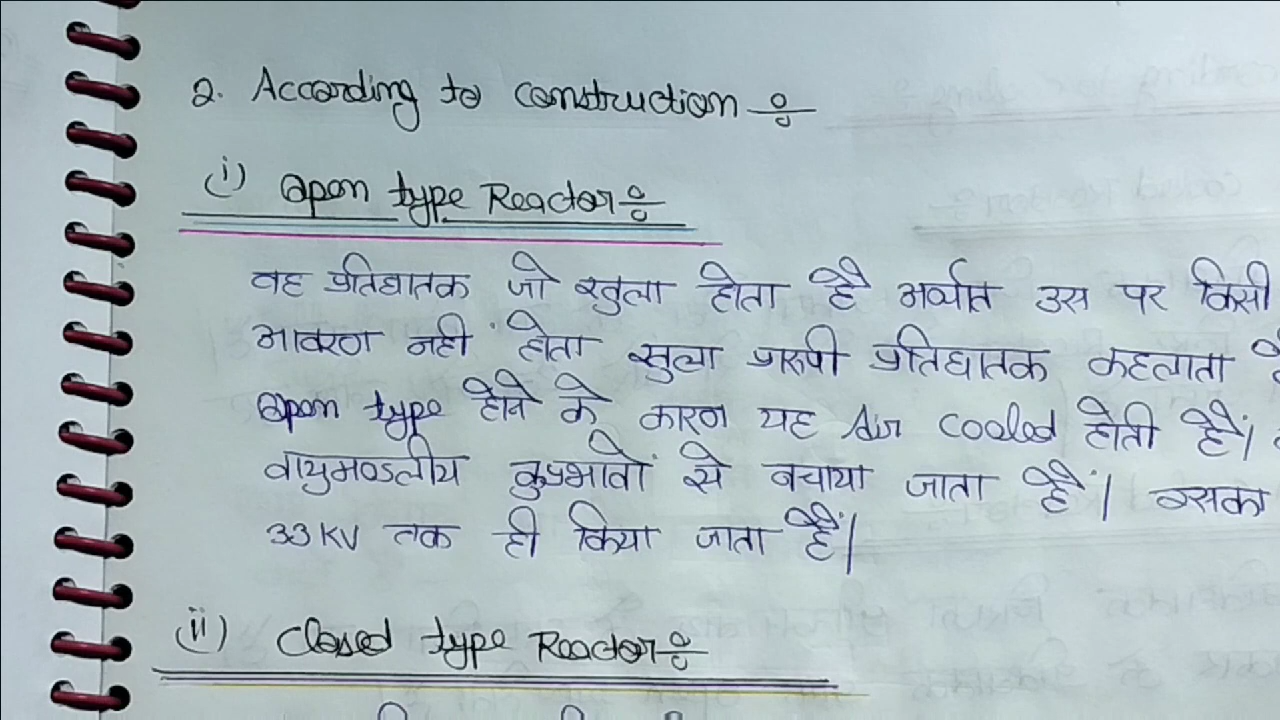 2. According to construction ÷
(i) Open type Reactor ÷
वह प्रतिघातक जो खुला होता है अर्थात उस पर किसी
आवरण नहीं होता खुला प्ररुपी प्रतिघातक कहलाता
Open type होने के कारण यह Air cooled होती हैं।
वायुमण्डलीय कुप्रभावों से बचाया जाता हैं। इसका
33 KV तक ही किया जाता हैं।
(ii) Closed type Reactor ÷